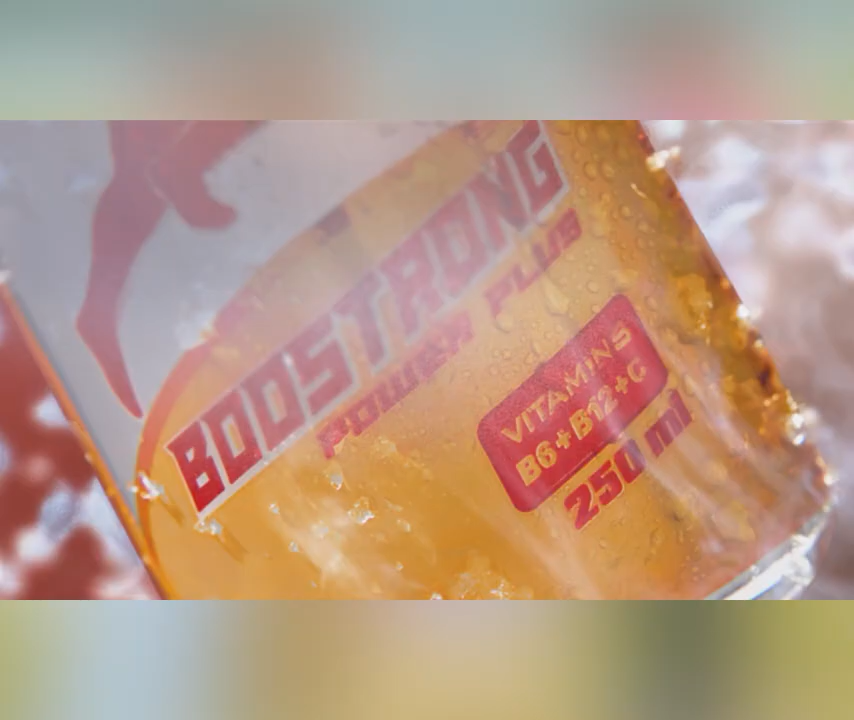 BOOSTRONG
POWER PLUS
VITAMINS
B6+B12+C
250 ml